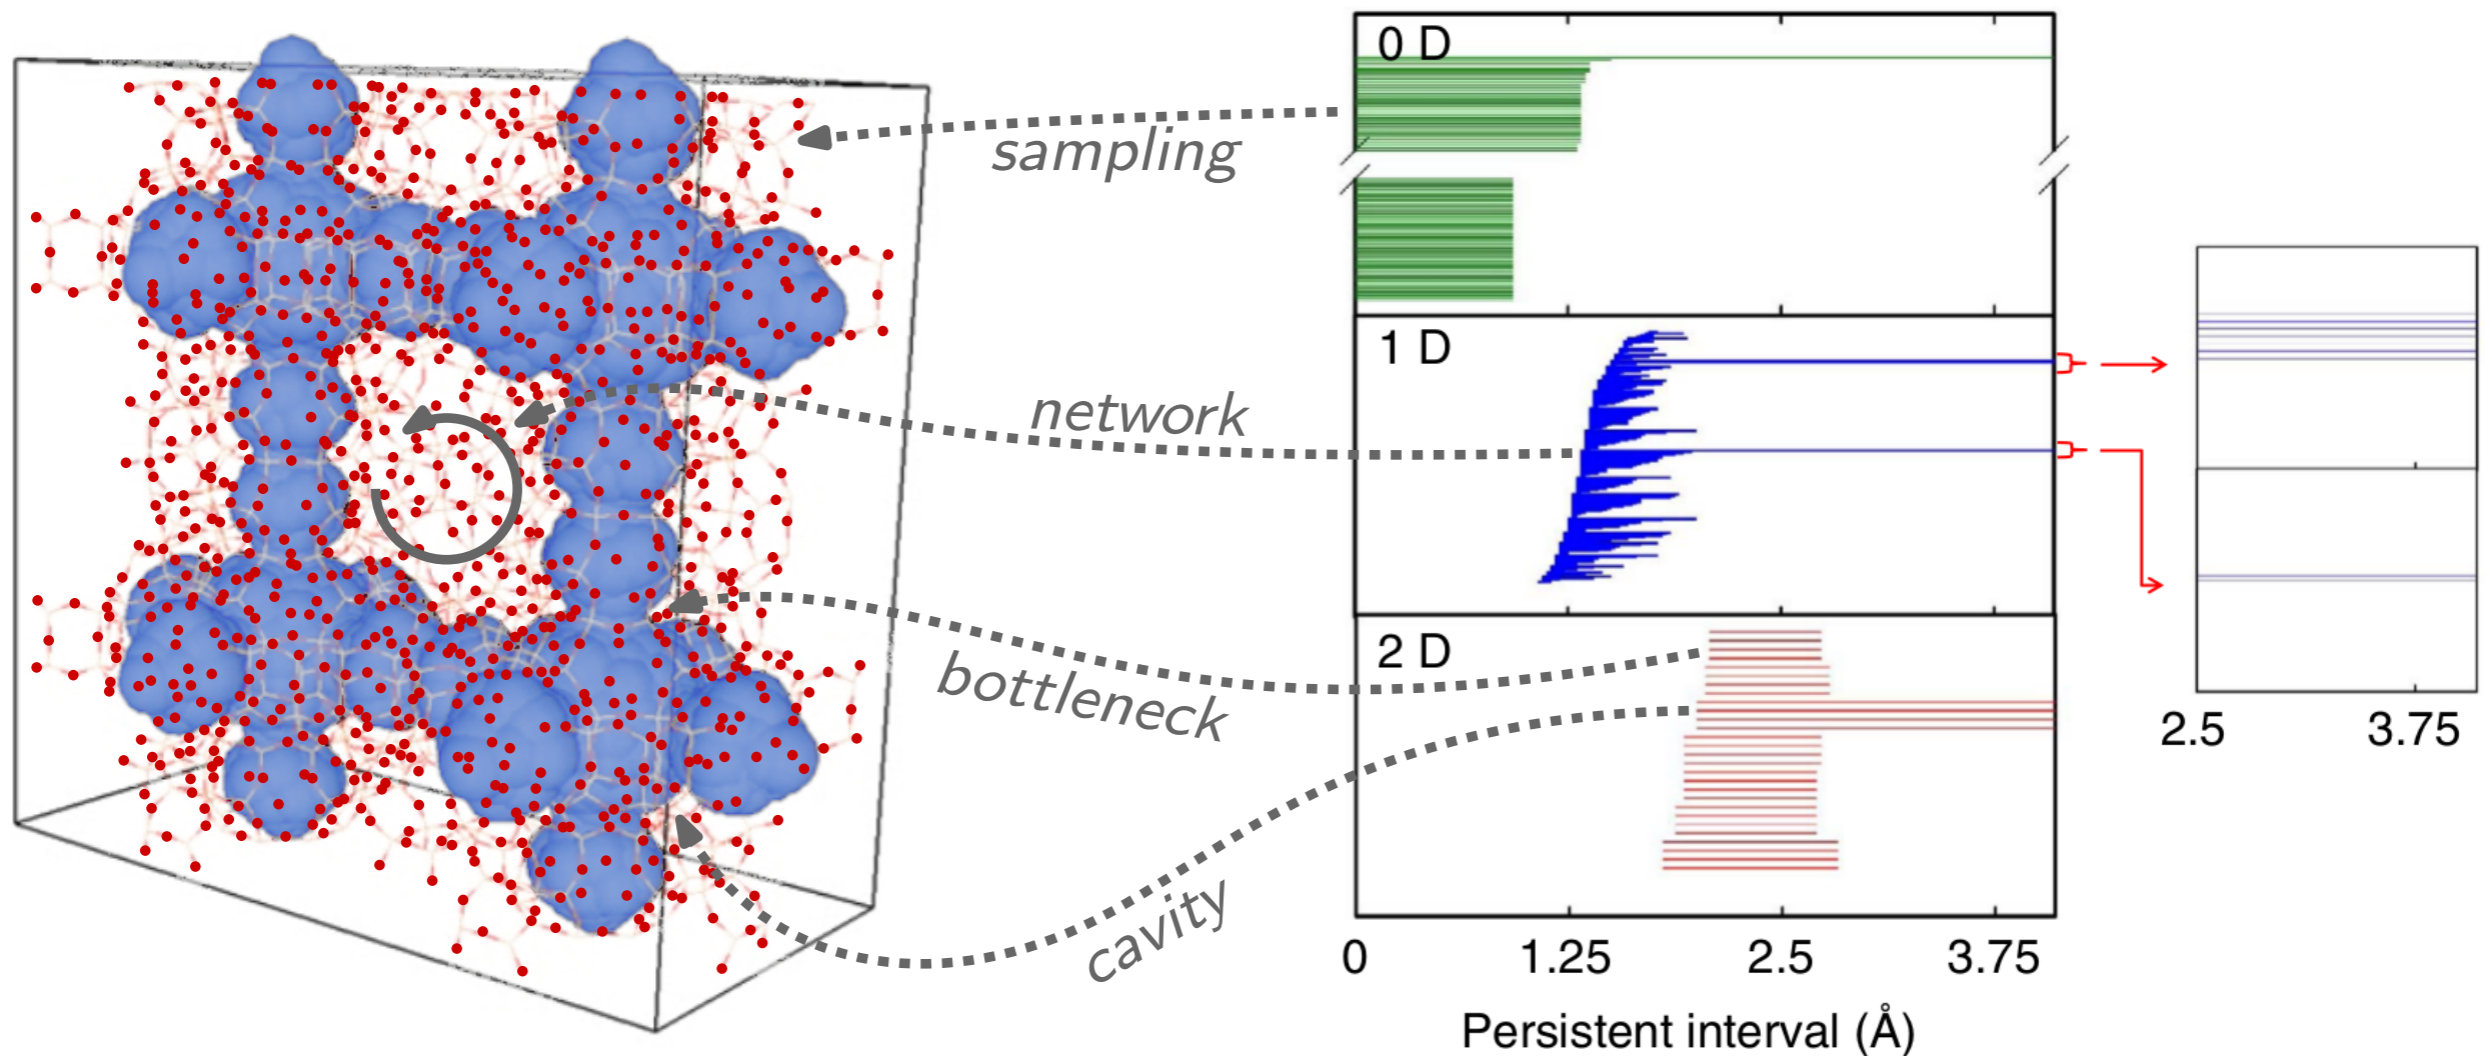 0 D
sampling
1 D
network
2 D
bottleneck
cavity
0 1.25 2.5 3.75
Persistent interval (Å)
2.5 3.75